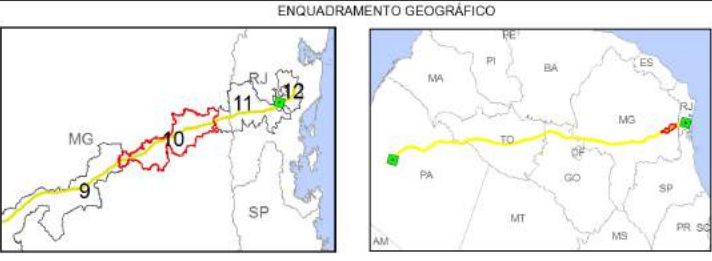 ENQUADRAMENTO GEOGRÁFICO
RJ
12
11
MG
10
9
SP
PE
PI
MA
BA
ES
RJ
MG
TO
DF
PA
GO
SP
MT
PR
SC
MS
AM